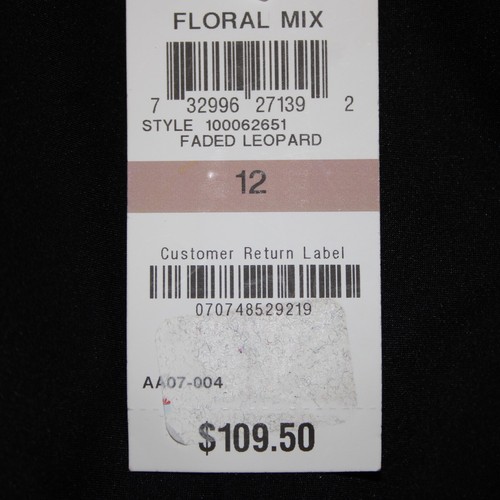 FLORAL MIX
7 32996 27139 2
STYLE 100062651
FADED LEOPARD
12
Customer Return Label
070748529219
AA07-004
$109.50